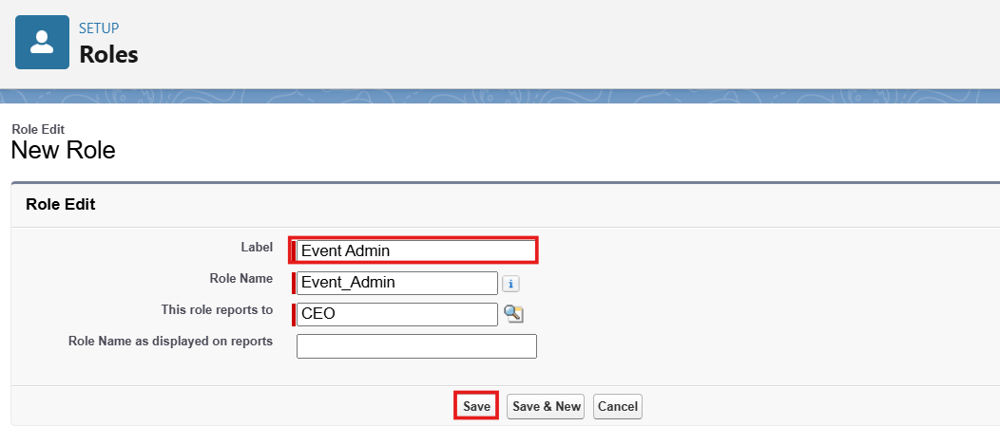 SETUP
Roles
Role Edit
New Role
Role Edit
Label Event Admin
Role Name Event_Admin i
This role reports to CEO
Role Name as displayed on reports
Save Save & New Cancel